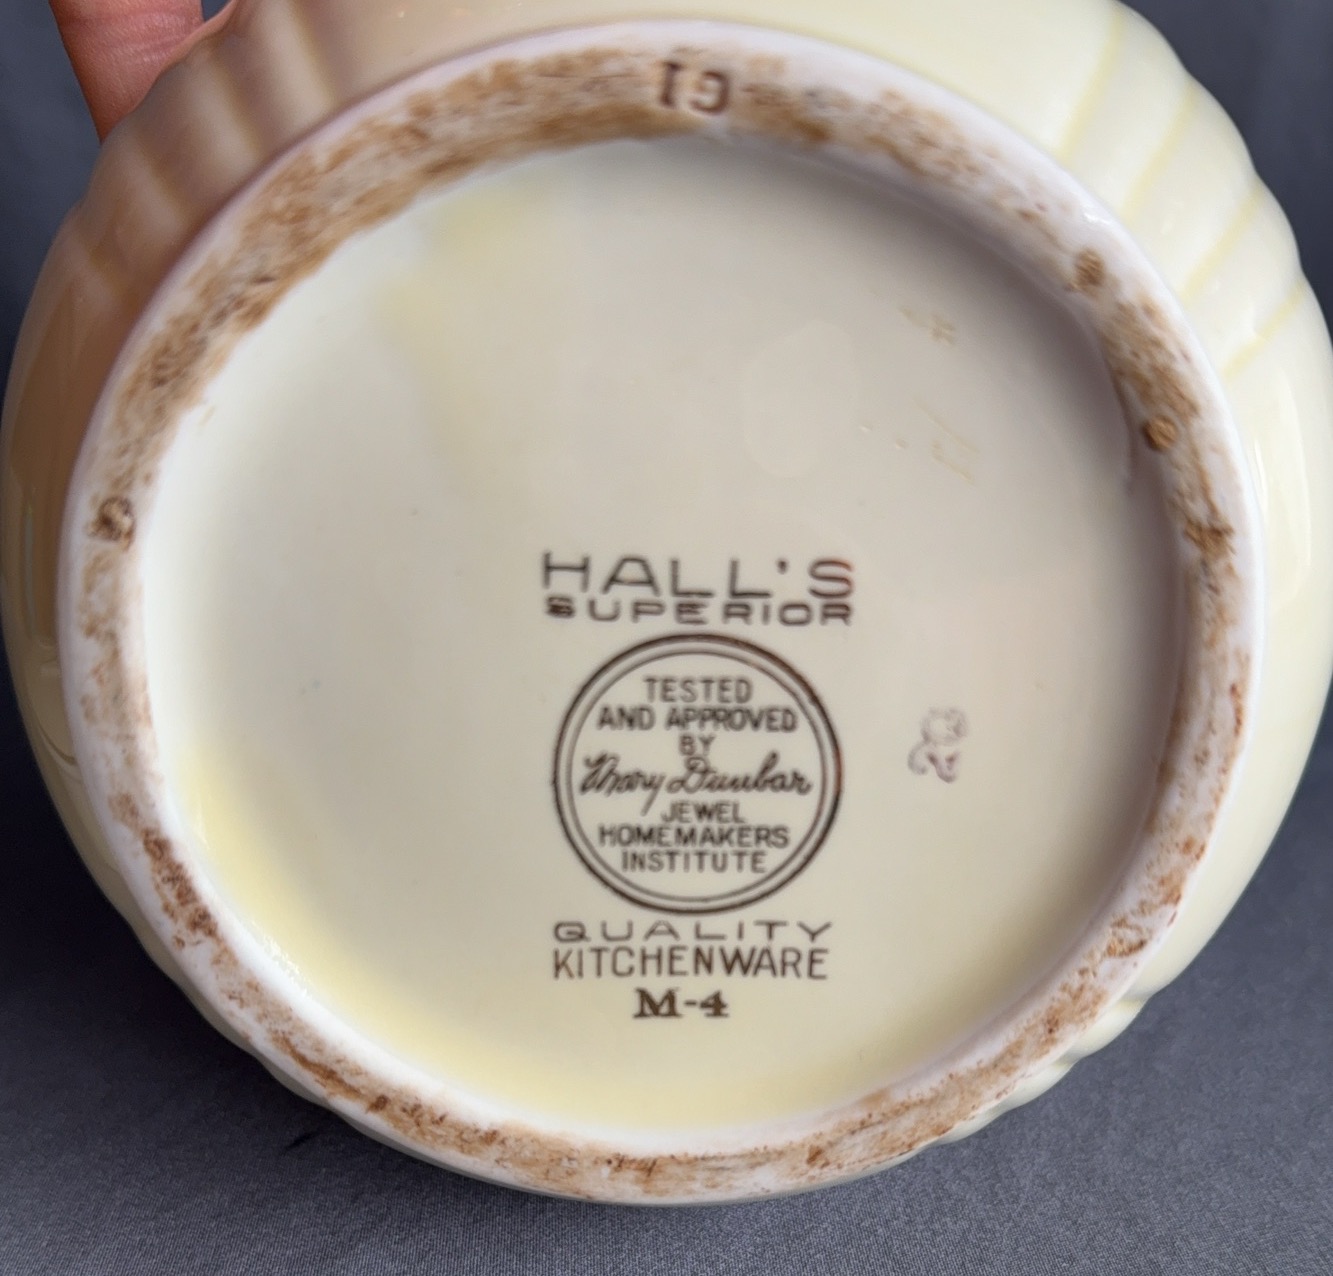 HALL'S
SUPERIOR
TESTED
AND APPROVED
BY
Mary Dunbar
JEWEL
HOMEMAKERS
INSTITUTE
QUALITY
KITCHENWARE
M-4